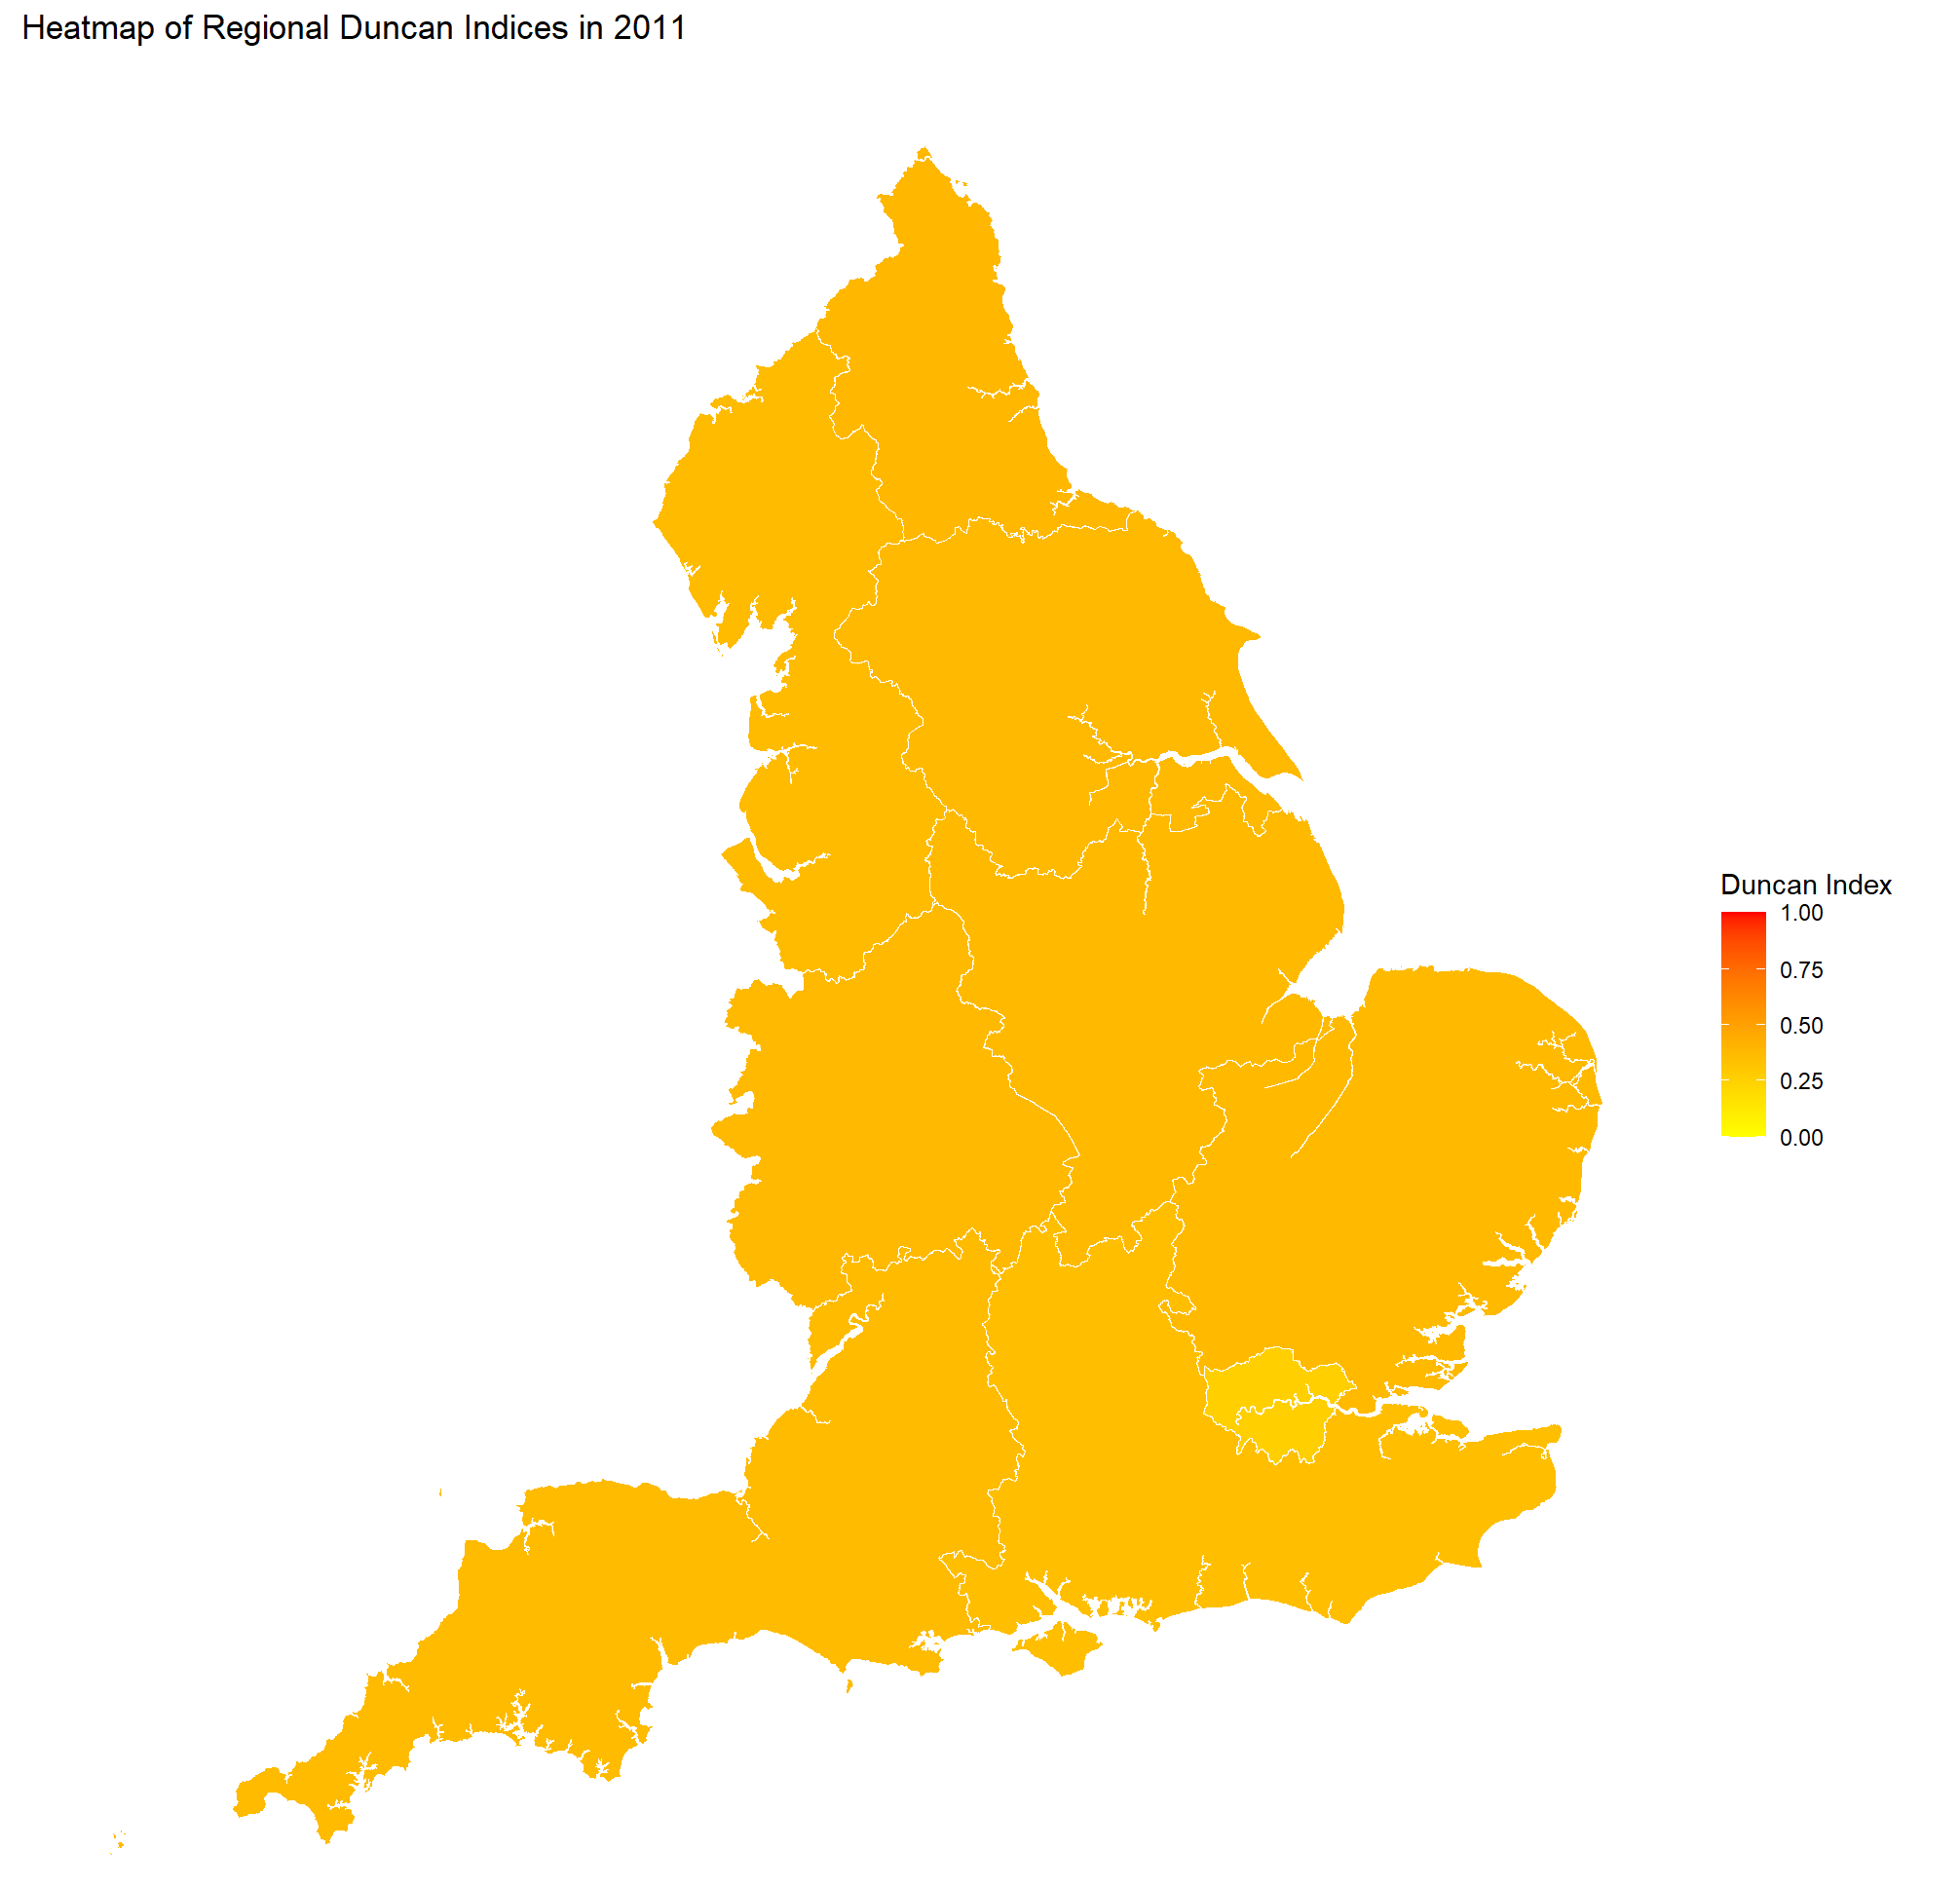 Heatmap of Regional Duncan Indices in 2011
Duncan Index
1.00
0.75
0.50
0.25
0.00